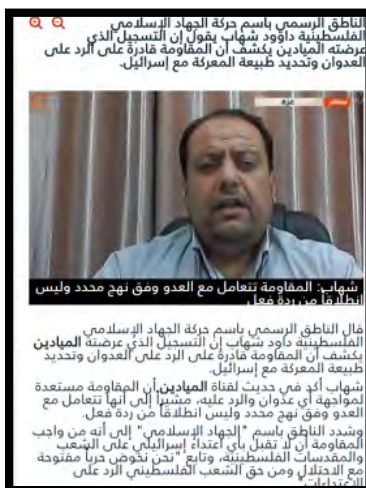 الناطق الرسمي باسم حركة الجهاد الإسلامي
الفلسطينية داوود شهاب يقول إن التسجيل الذي
عرضته الميادين يكشف أن المقاومة قادرة على الرد على
العدوان وتحديد طبيعة المعركة مع إسرائيل.
غزة
شهاب: المقاومة تتعامل مع العدو وفق نهج محدد وليس
انطلاقاً من ردة فعل
قال الناطق الرسمي باسم حركة الجهاد الإسلامي
الفلسطينية داود شهاب إن التسجيل الذي عرضته الميادين
يكشف أن المقاومة قادرة على الرد على العدوان وتحديد
طبيعة المعركة مع إسرائيل.
شهاب أكد في حديث لقناة الميادين أن المقاومة مستعدة
لمواجهة أي عدوان والرد عليه، مشيراً إلى أنها تتعامل مع
العدو وفق نهج محدد وليس انطلاقاً من ردة فعل.
وشدد الناطق باسم "الجهاد الإسلامي" إلى أنه من واجب
المقاومة أن لا تقبل بأي اعتداء إسرائيلي على الشعب
والمقدسات الفلسطينية، وتابع "نحن نخوض حرباً مفتوحة
مع الاحتلال ومن حق الشعب الفلسطيني الرد على
الاعتداءات"